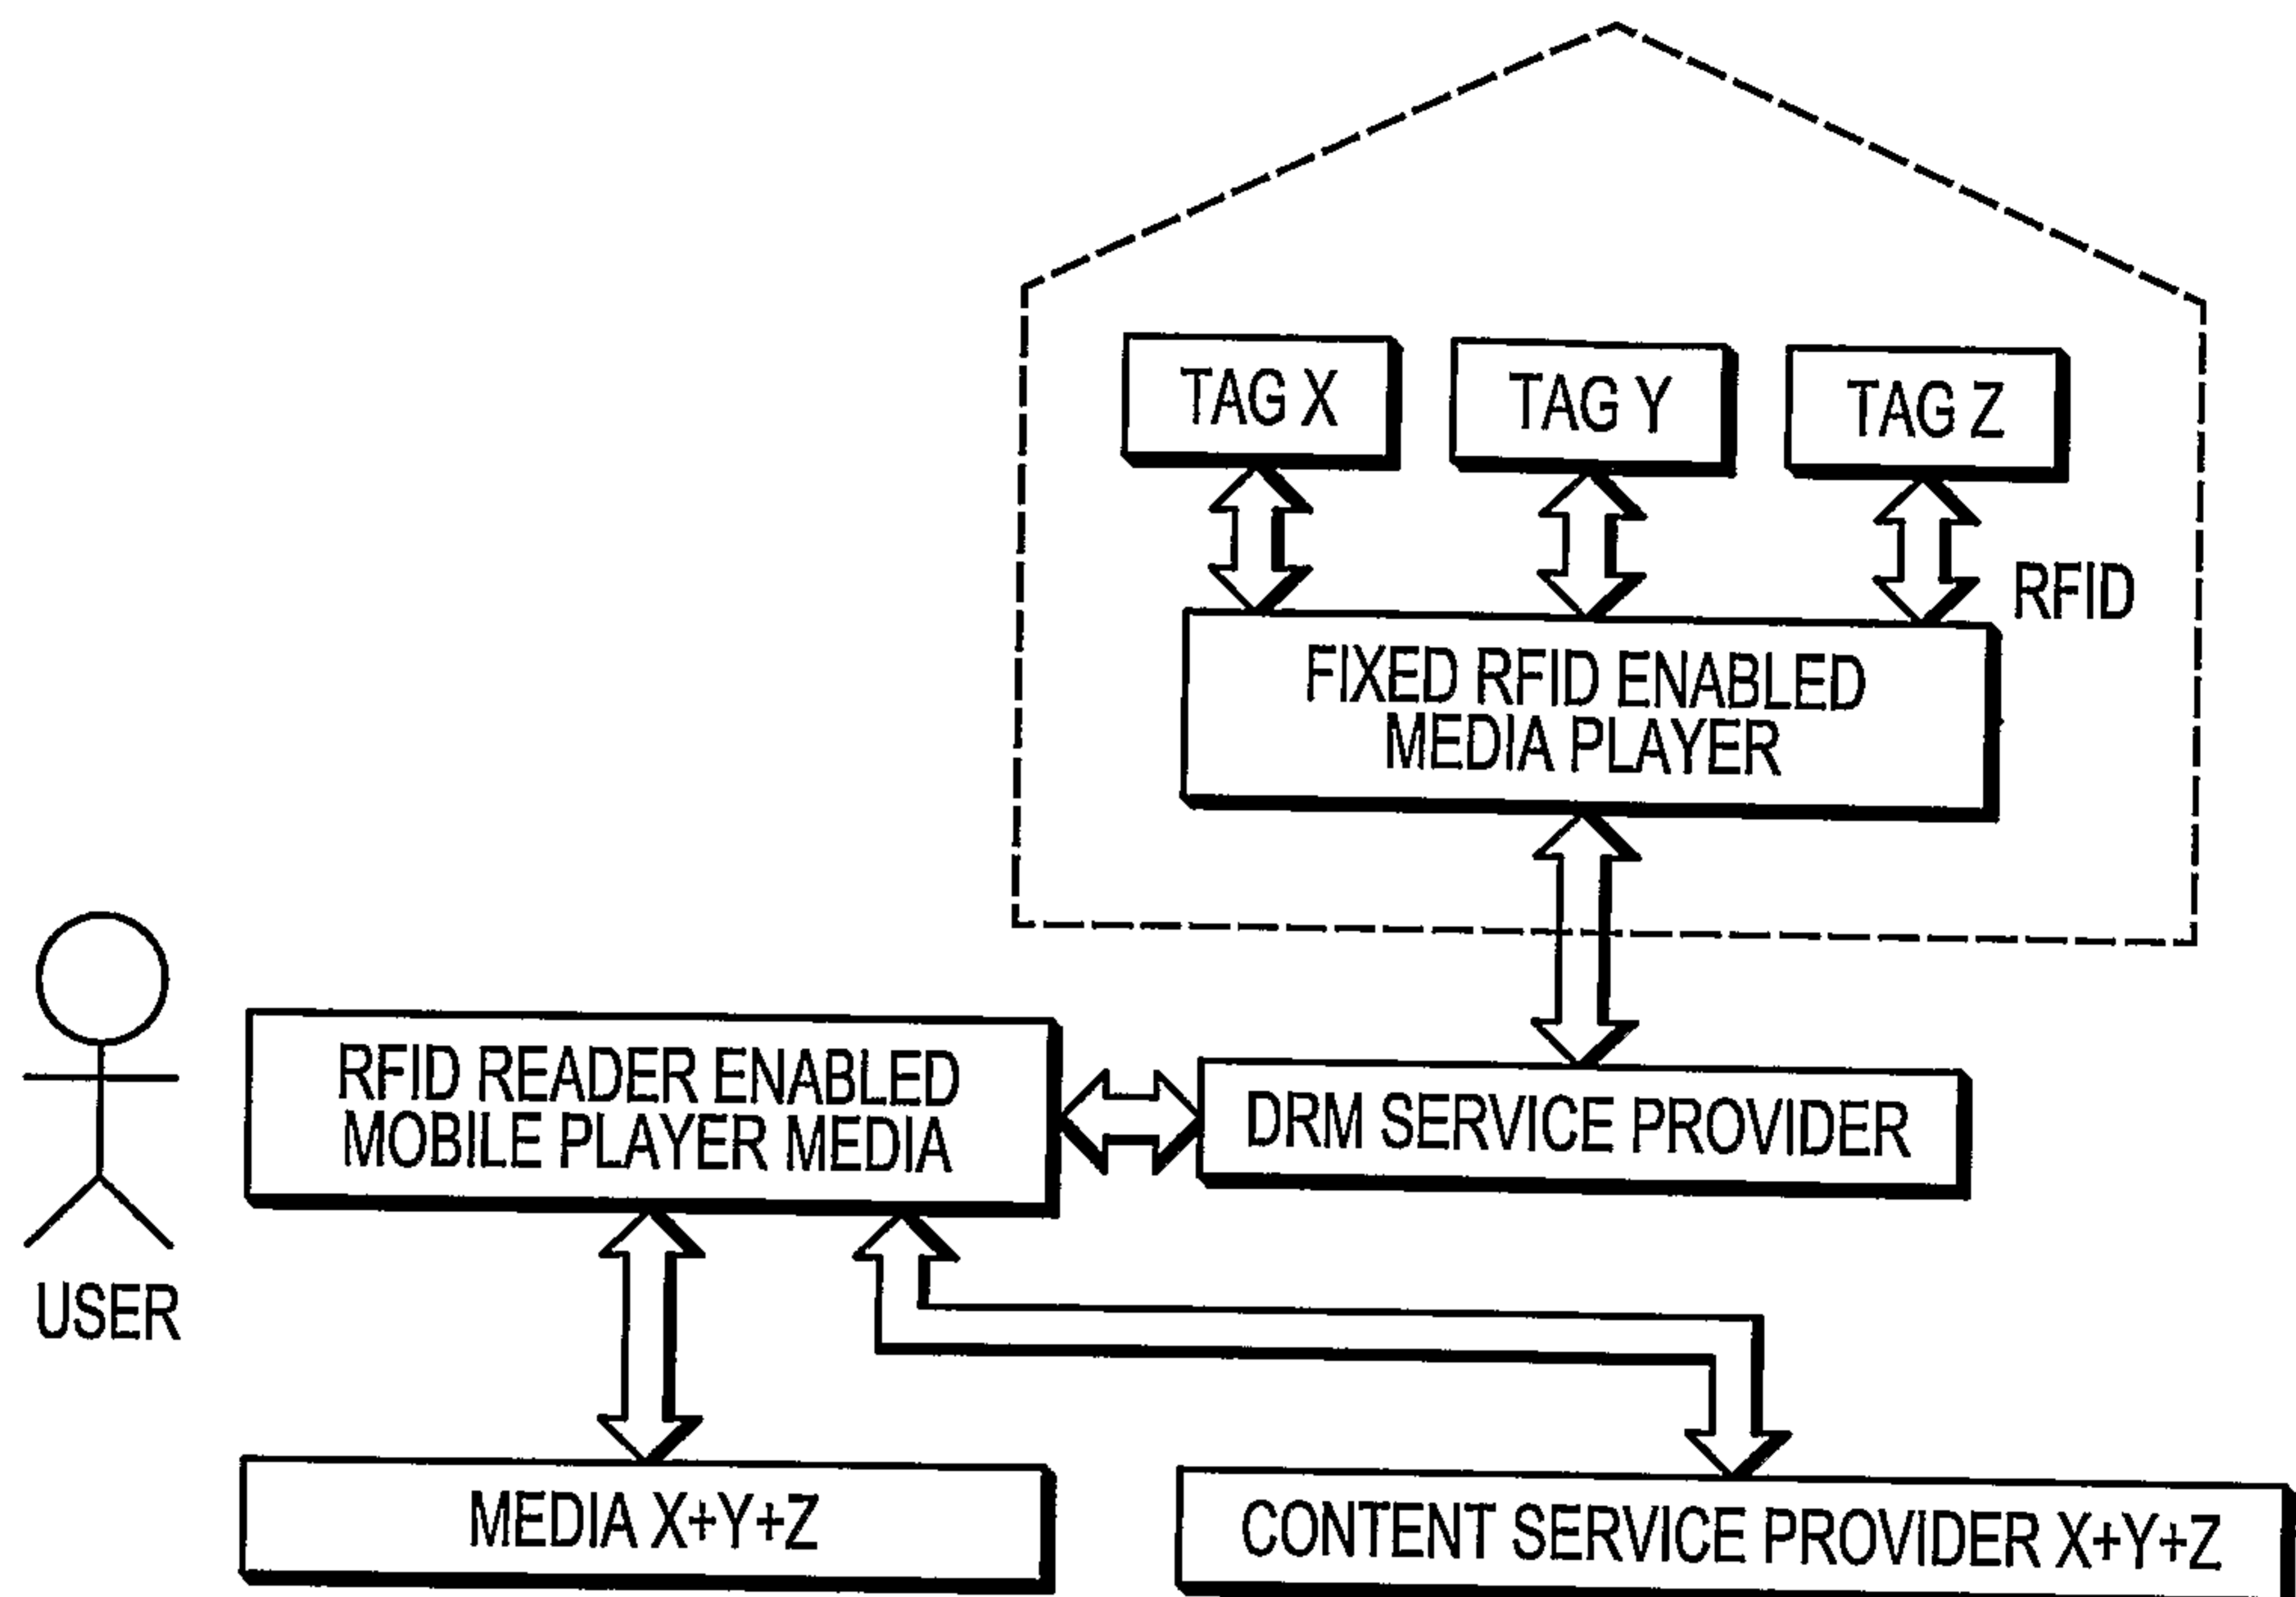 TAG X
TAG Y
TAG Z
RFID
FIXED RFID ENABLED
MEDIA PLAYER
RFID READER ENABLED
MOBILE PLAYER MEDIA
DRM SERVICE PROVIDER
USER
MEDIA X+Y+Z
CONTENT SERVICE PROVIDER X+Y+Z